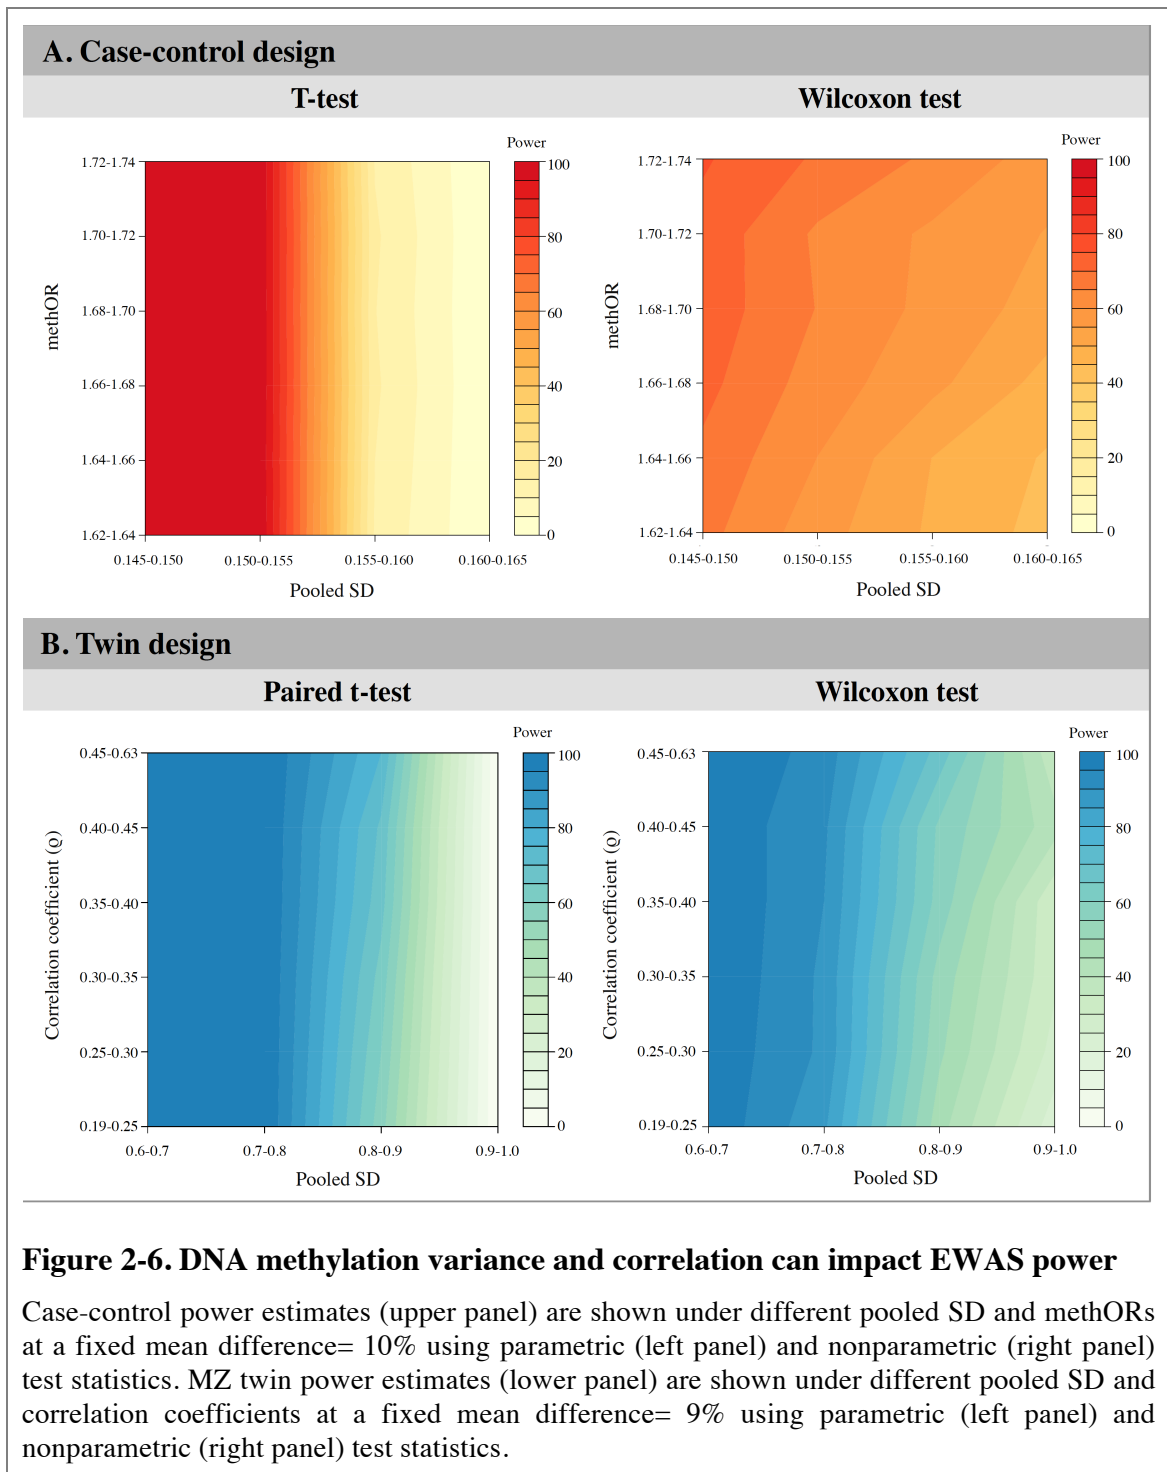 A. Case-control design
T-test
Wilcoxon test
Power
1.72-1.74
1.70-1.72
1.68-1.70
1.66-1.68
1.64-1.66
1.62-1.64
methOR
100
80
60
40
20
0
0.145-0.150
0.150-0.155
0.155-0.160
0.160-0.165
Pooled SD
Power
1.72-1.74
1.70-1.72
1.68-1.70
1.66-1.68
1.64-1.66
1.62-1.64
methOR
100
80
60
40
20
0
0.145-0.150
0.150-0.155
0.155-0.160
0.160-0.165
Pooled SD
B. Twin design
Paired t-test
Wilcoxon test
Power
0.45-0.63
0.40-0.45
0.35-0.40
0.30-0.35
0.25-0.30
0.19-0.25
Correlation coefficient (ϱ)
100
80
60
40
20
0
0.6-0.7
0.7-0.8
0.8-0.9
0.9-1.0
Pooled SD
Power
0.45-0.63
0.40-0.45
0.35-0.40
0.30-0.35
0.25-0.30
0.19-0.25
Correlation coefficient (ϱ)
100
80
60
40
20
0
0.6-0.7
0.7-0.8
0.8-0.9
0.9-1.0
Pooled SD
Figure 2-6. DNA methylation variance and correlation can impact EWAS power
Case-control power estimates (upper panel) are shown under different pooled SD and methORs
at a fixed mean difference= 10% using parametric (left panel) and nonparametric (right panel)
test statistics. MZ twin power estimates (lower panel) are shown under different pooled SD and
correlation coefficients at a fixed mean difference= 9% using parametric (left panel) and
nonparametric (right panel) test statistics.